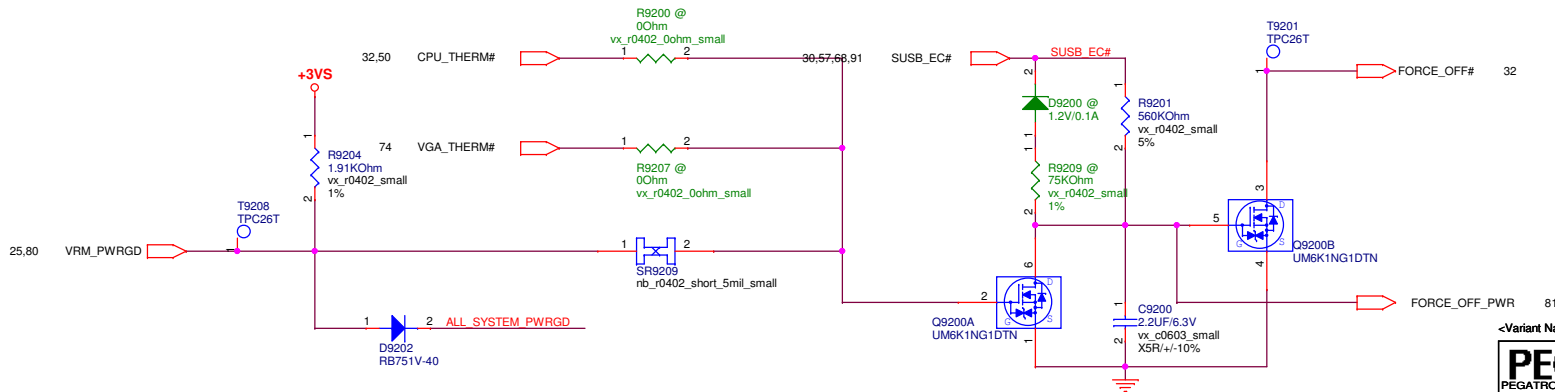 R9200 @
0Ohm
vx_r0402_0ohm_small
1 2
32,50 CPU_THERM#
+3VS
1
R9204
1.91KOhm
vx_r0402_small
1%
2
74 VGA_THERM#
1 2
R9207 @
0Ohm
vx_r0402_0ohm_small
T9208
TPC26T
1
25,80 VRM_PWRGD
1 2
SR9209
nb_r0402_short_5mil_small
1 2 ALL_SYSTEM_PWRGD
D9202
RB751V-40
30,57,68,91 SUSB_EC#
SUSB_EC#
2
D9200 @
1.2V/0.1A
1
1
R9209 @
75KOhm
vx_r0402_small
1%
2
1
R9201
560KOhm
vx_r0402_small
5%
2
6
2
D
G S
Q9200A
UM6K1NG1DTN
1
1
C9200
2.2UF/6.3V
vx_c0603_small
X5R/+/-10%
2
T9201
TPC26T
1
FORCE_OFF# 32
3
5
D
G S
Q9200B
UM6K1NG1DTN
4
FORCE_OFF_PWR 81
<Variant Na
PE
PEGATRO